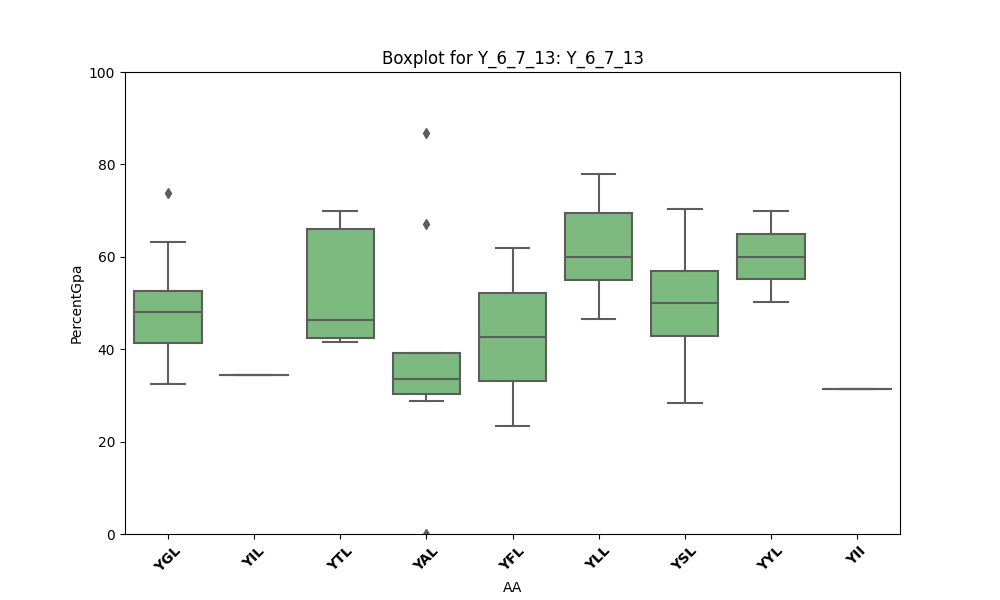 Boxplot for Y_6_7_13: Y_6_7_13
100
80
60
40
20
0
PercentGpa
YGL YIL YTL YAL YFL YLL YSL YYL YII
AA